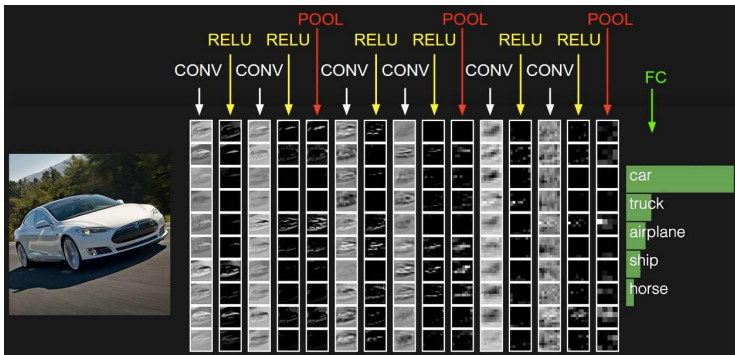 POOL POOL POOL
RELU RELU RELU RELU RELU RELU
CONV CONV CONV CONV CONV CONV
FC
car
truck
airplane
ship
horse